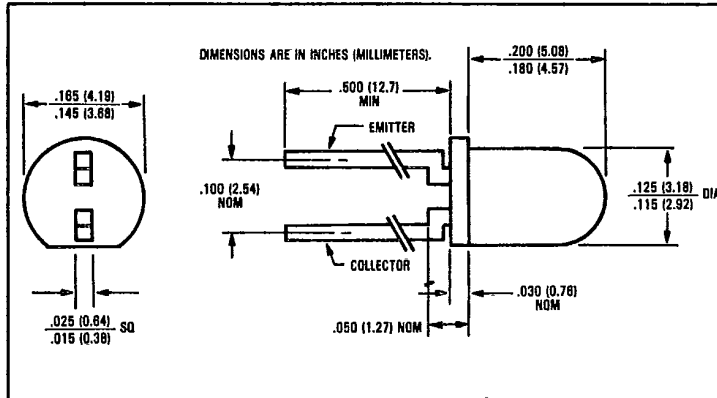 DIMENSIONS ARE IN INCHES (MILLIMETERS).
.200 (5.08)
.180 (4.57)
.165 (4.19)
.145 (3.68)
.500 (12.7)
MIN
EMITTER
.100 (2.54)
NOM
.125 (3.18)
.115 (2.92)
DIA
COLLECTOR
.030 (0.76)
NOM
.025 (0.64)
.015 (0.38)
SQ
.050 (1.27) NOM